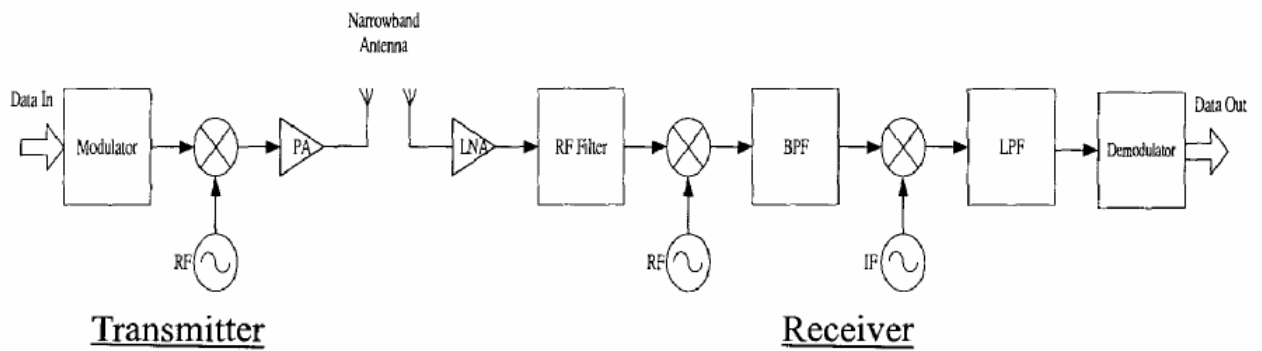 Narrowband
Antenna
Data In
Modulator
PA
LNA
RF Filter
BPF
LPF
Demodulator
Data Out
RF
RF
IF
Transmitter
Receiver